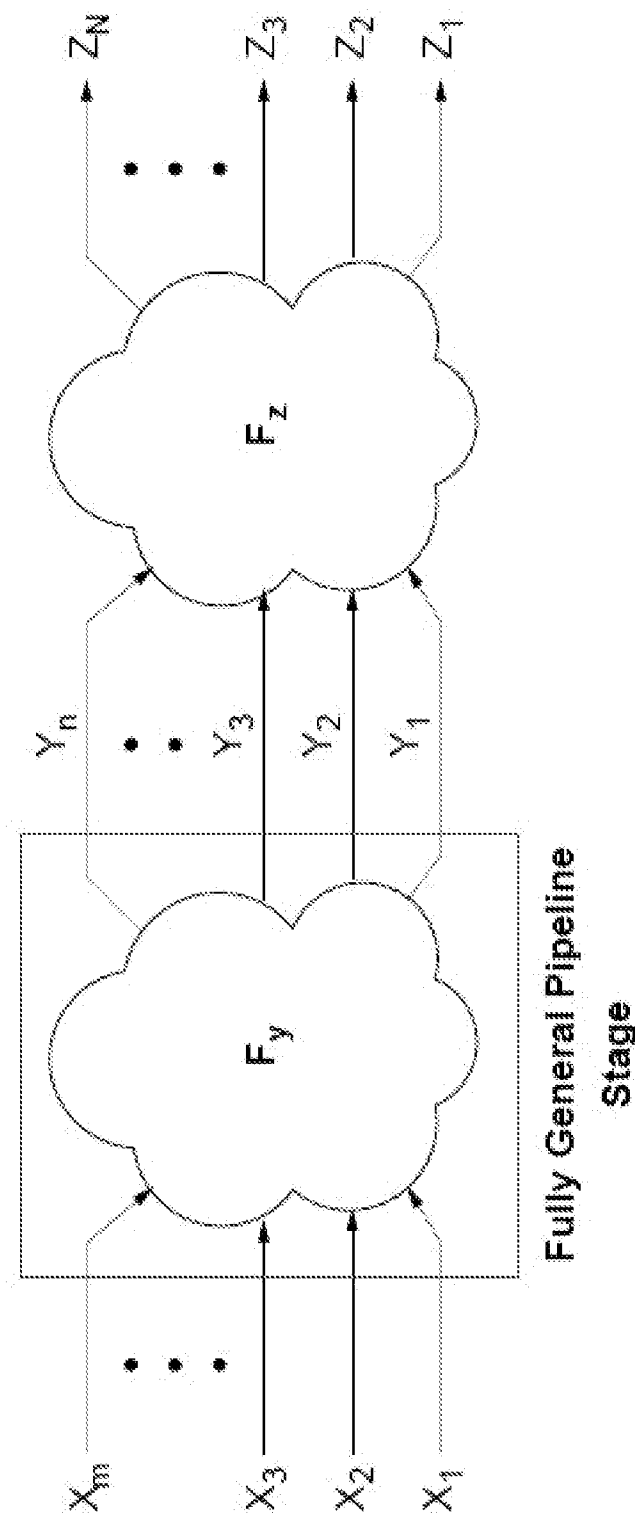 Xm
X3
X2
X1
Fy
Yn
Y3
Y2
Y1
Fz
ZN
Z3
Z2
Z1
Fully General Pipeline
Stage